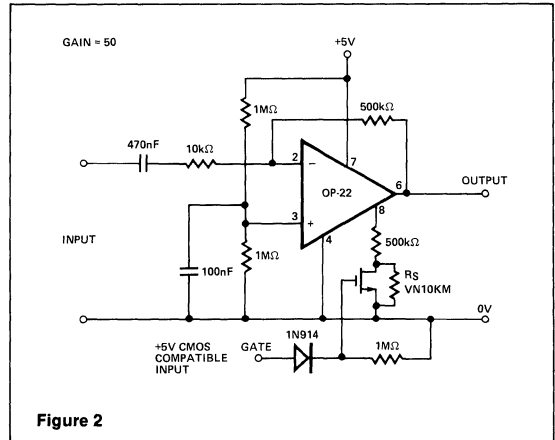 GAIN ≈ 50
+5V
1MΩ
500kΩ
470nF
10kΩ
2
−
7
OP-22
6
OUTPUT
8
3
+
4
INPUT
1MΩ
500kΩ
100nF
RS
VN10KM
0V
1N914
+5V CMOS
COMPATIBLE
INPUT
GATE
1MΩ
Figure 2